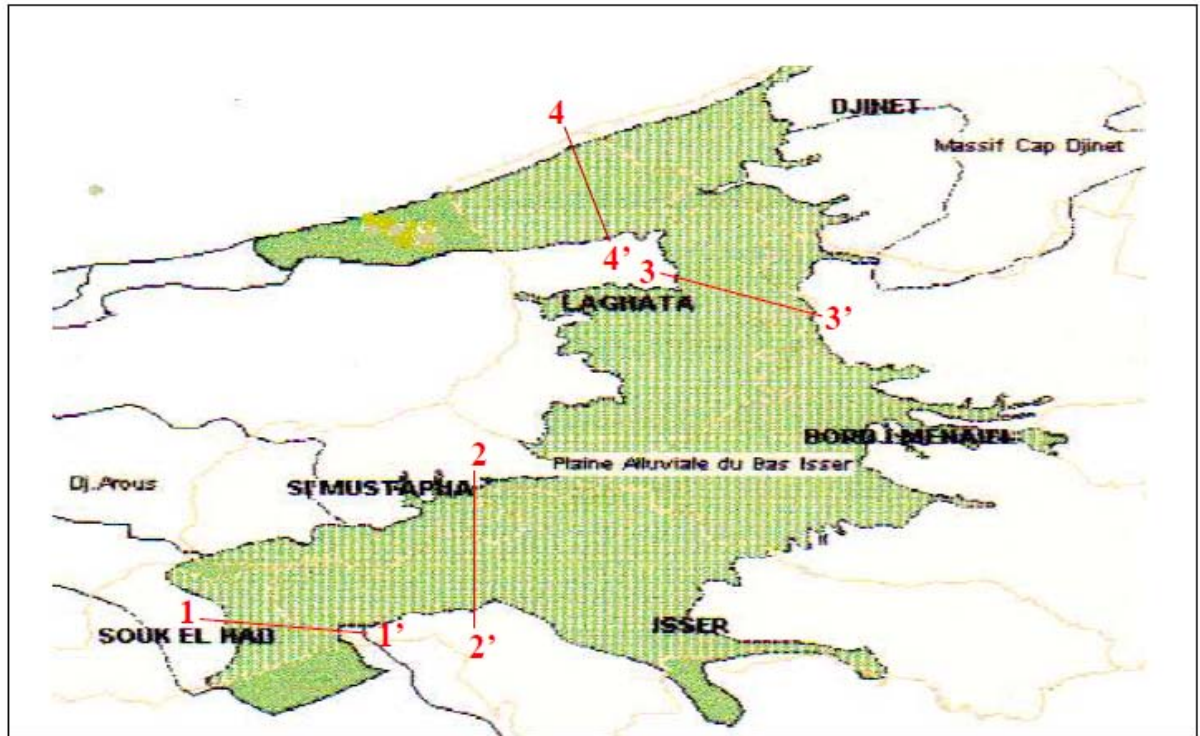 4
DJINET
Massif Cap Djinet
4'
3
LAGHATA
3'
BORDJ MENAIEL
2
Plaine Alluviale du Bas Isser
Dj.Arous
SI MUSTAPHA
1
SOUK EL HAD
1'
2'
ISSER